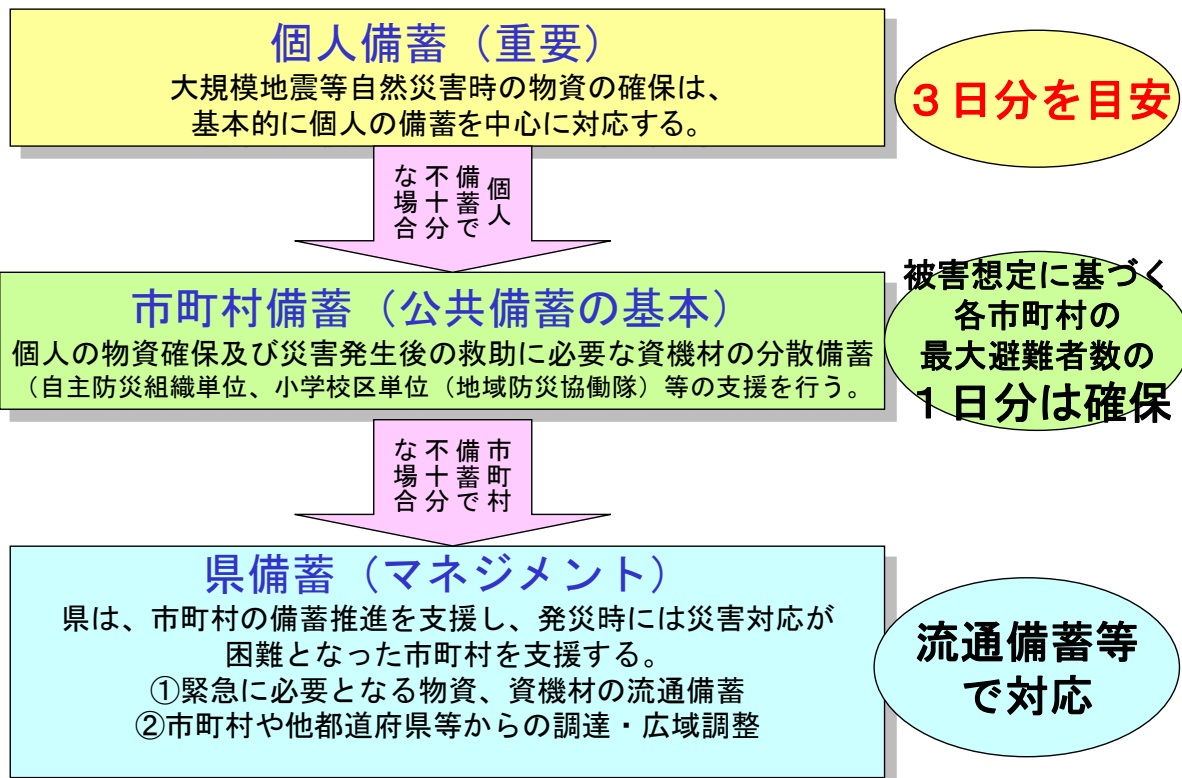 個人備蓄（重要）
大規模地震等自然災害時の物資の確保は、
基本的に個人の備蓄を中心に対応する。
３日分を目安
個人
備蓄で
不十分
な場合
市町村備蓄（公共備蓄の基本）
個人の物資確保及び災害発生後の救助に必要な資機材の分散備蓄
（自主防災組織単位、小学校区単位（地域防災協働隊）等の支援を行う。
被害想定に基づく
各市町村の
最大避難者数の
１日分は確保
市町村
備蓄で
不十分
な場合
県備蓄（マネジメント）
県は、市町村の備蓄推進を支援し、発災時には災害対応が
困難となった市町村を支援する。
①緊急に必要となる物資、資機材の流通備蓄
②市町村や他都道府県等からの調達・広域調整
流通備蓄等
で対応